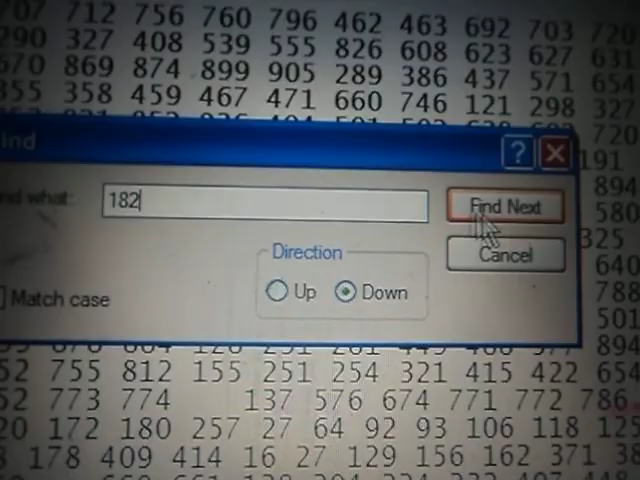 707 712 756 760 796 462 463 692 703 720
290 327 408 539 555 826 608 623 627 631
670 869 874 899 905 289 386 437 571 654
355 358 459 467 471 660 746 121 298 327
720
ind
191
nd what: 182
Find Next
894
580
Direction
Cancel
325
640
Up Down
788
Match case
501
894
52 755 812 155 251 254 321 415 422 654
52 773 774 137 576 674 771 772 786
20 172 180 257 27 64 92 93 106 118 125
178 409 414 16 27 129 156 162 371 38